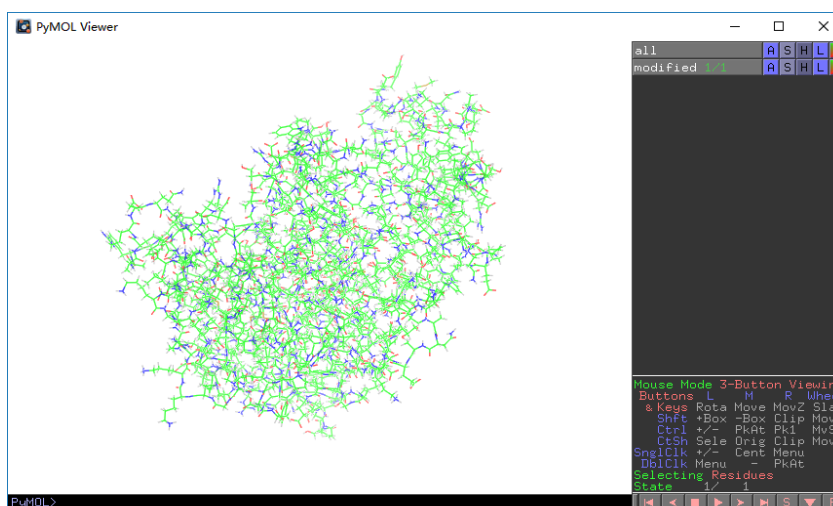 PyMOL Viewer
all A S H L
modified 1/1 A S H L
Mouse Mode 3-Button Viewin
Buttons L M R Whe
& Keys Rota Move MovZ Sla
Shft +Box -Box Clip Mov
Ctrl +/- PkAt Pk1 MvS
CtSh Sele Orig Clip Mov
SnglClk +/- Cent Menu
DblClk Menu - PkAt
Selecting Residues
State 1/ 1
S
PyMOL>